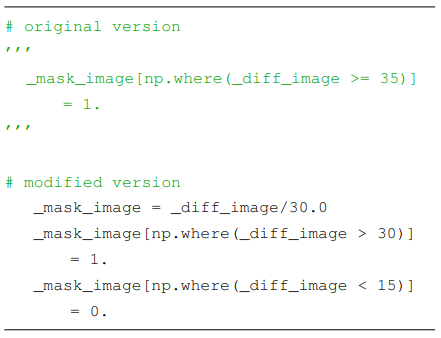 # original version
′′′
_mask_image[np.where(_diff_image >= 35)]
= 1.
′′′
# modified version
_mask_image = _diff_image/30.0
_mask_image[np.where(_diff_image > 30)]
= 1.
_mask_image[np.where(_diff_image < 15)]
= 0.